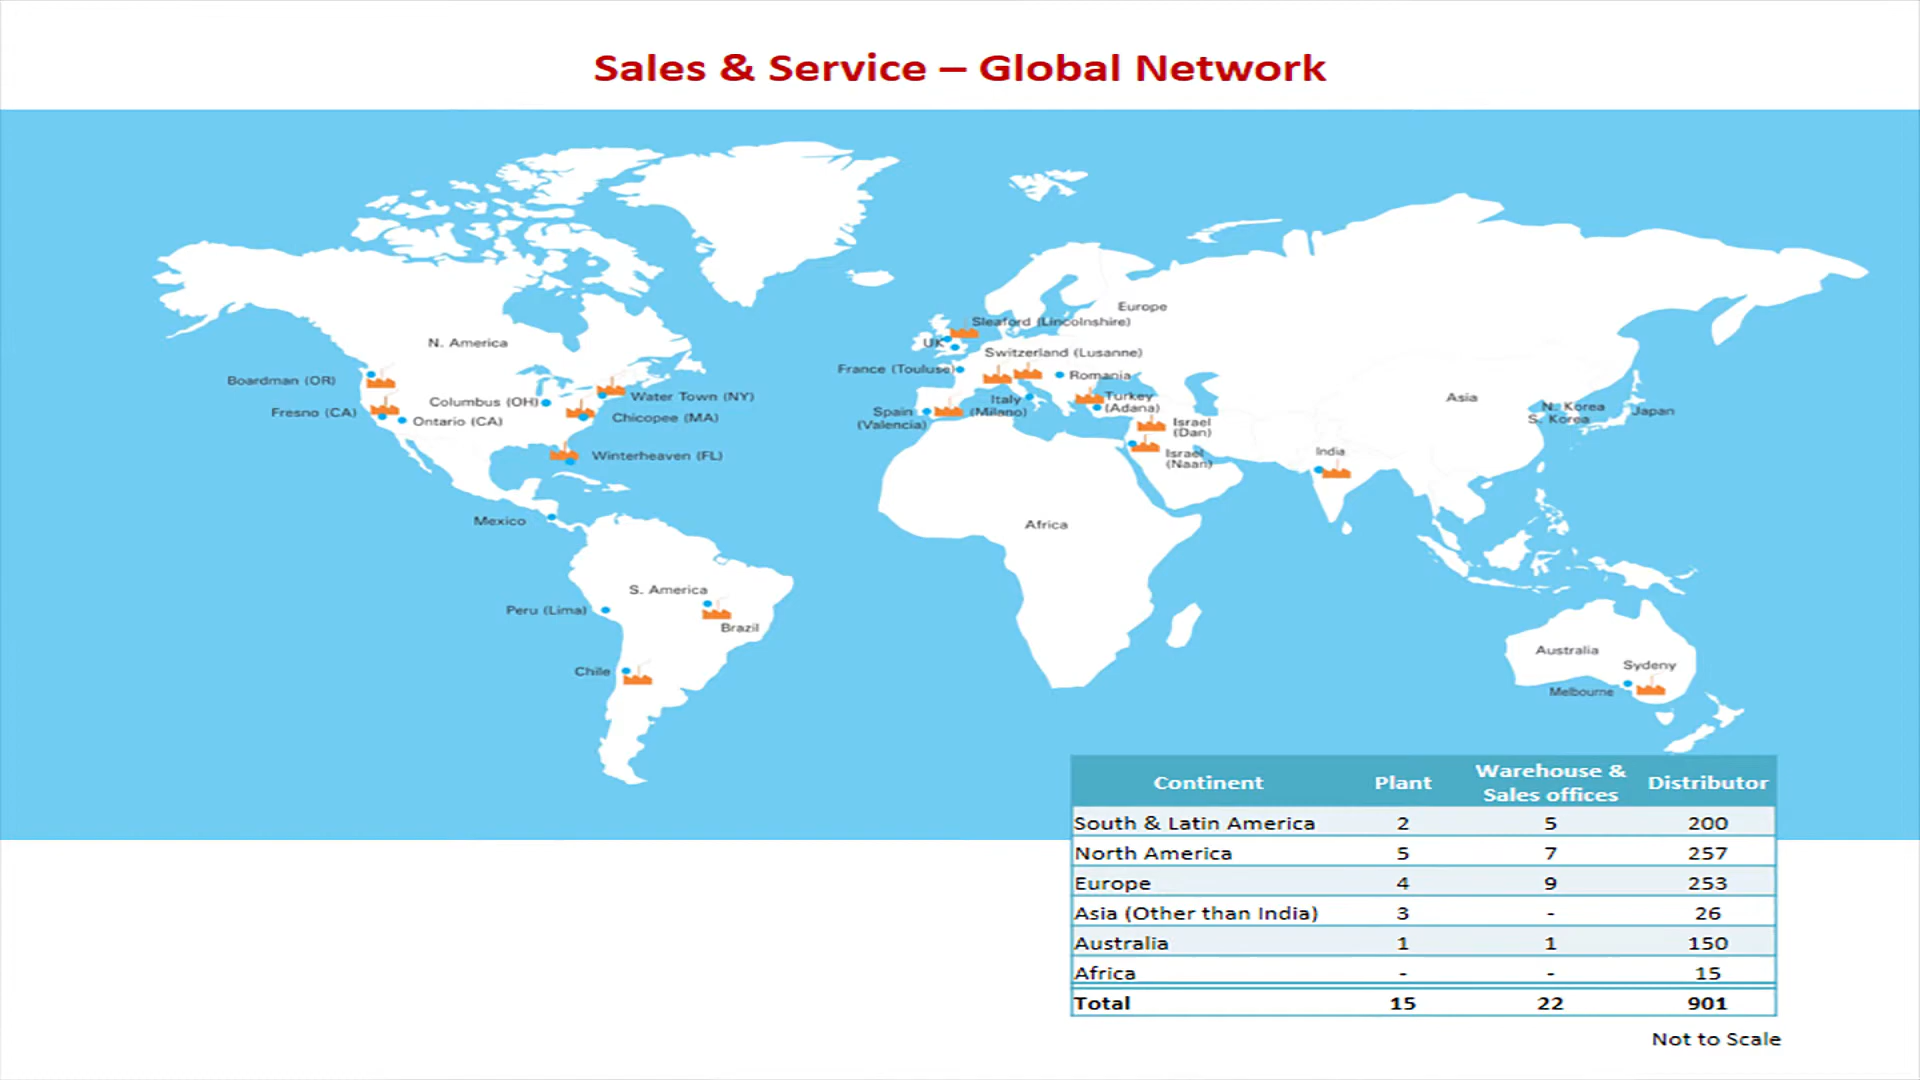 Sales & Service – Global Network
Europe
Sleaford (Lincolnshire)
N. America
UK
Switzerland (Lusanne)
France (Touluse)
Romania
Boardman (OR)
Water Town (NY)
Columbus (OH)
Italy
(Milano)
Turkey
(Adana)
Asia
N. Korea
S. Korea
Japan
Fresno (CA)
Ontario (CA)
Chicopee (MA)
Spain
(Valencia)
Israel
(Dan)
Winterheaven (FL)
Israel
(Naan)
India
Mexico
Africa
S. America
Peru (Lima)
Brazil
Chile
Australia
Sydeny
Melbourne
Continent Plant Warehouse & Sales offices Distributor
South & Latin America 2 5 200
North America 5 7 257
Europe 4 9 253
Asia (Other than India) 3 - 26
Australia 1 1 150
Africa - - 15
Total 15 22 901
Not to Scale